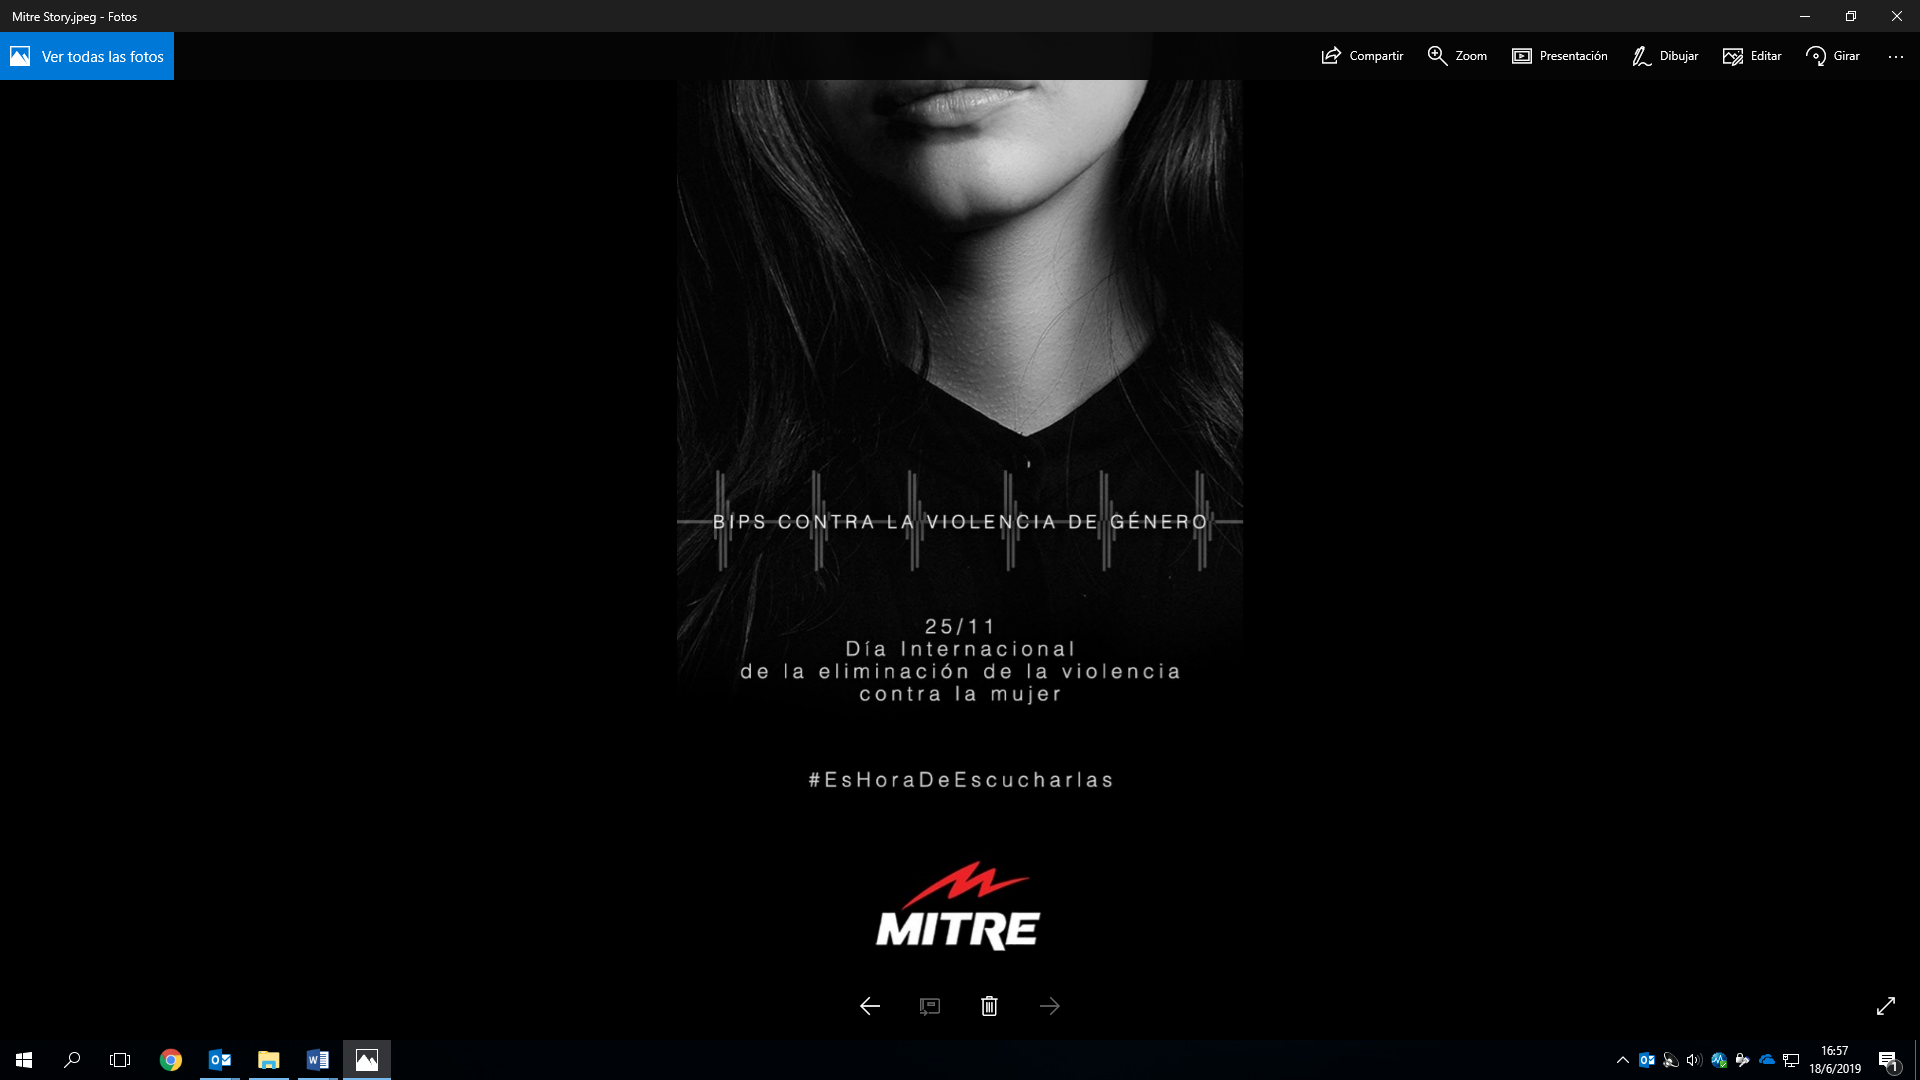 Mitre Story.jpeg - Fotos
Ver todas las fotos
Compartir
Zoom
Presentación
Dibujar
Editar
Girar
BIPS CONTRA LA VIOLENCIA DE GÉNERO
25/11
Día Internacional
de la eliminación de la violencia
contra la mujer
#EsHoraDeEscucharlas
MITRE
16:57
18/6/2019
1